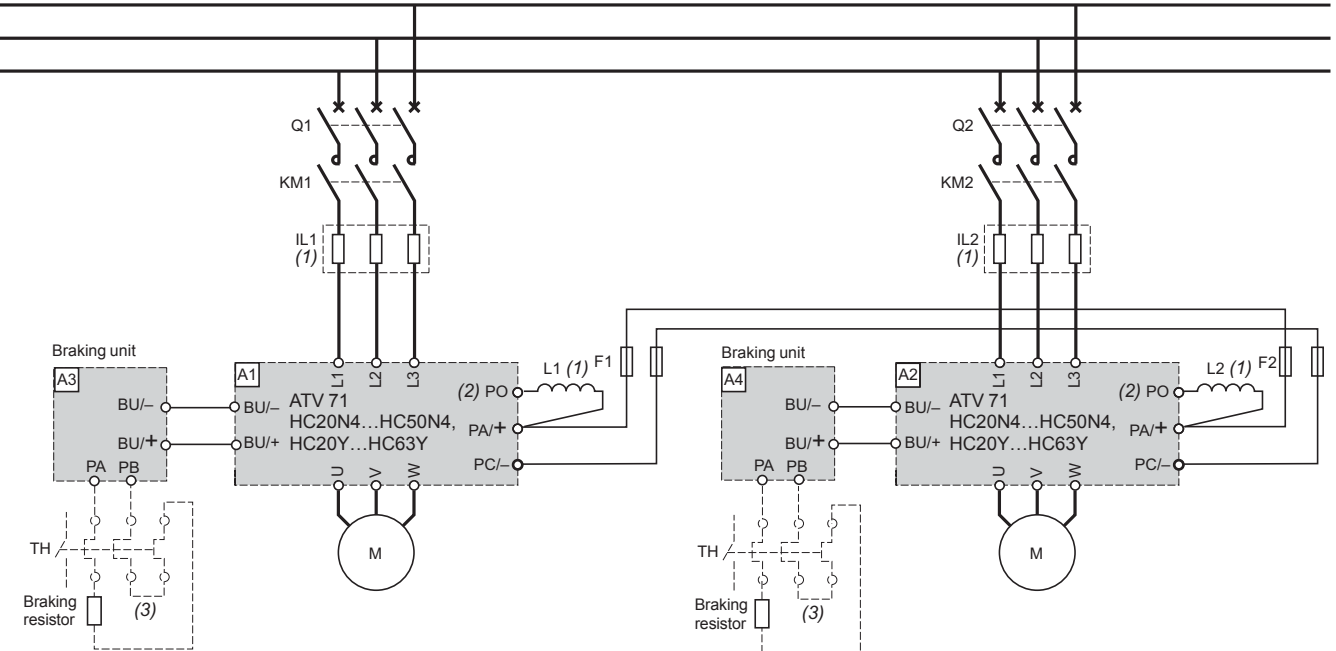 Q1
KM1
IL1
(1)
Q2
KM2
IL2
(1)
Braking unit
A3
BU/–
BU/+
PA PB
TH
(3)
Braking
resistor
A1
L1 L2 L3
ATV 71
HC20N4…HC50N4,
HC20Y…HC63Y
BU/–
BU/+
U V W
M
(2) PO
PA/+
PC/–
L1 (1)
F1
Braking unit
A4
BU/–
BU/+
PA PB
TH
(3)
Braking
resistor
A2
L1 L2 L3
ATV 71
HC20N4…HC50N4,
HC20Y…HC63Y
BU/–
BU/+
U V W
M
(2) PO
PA/+
PC/–
L2 (1)
F2